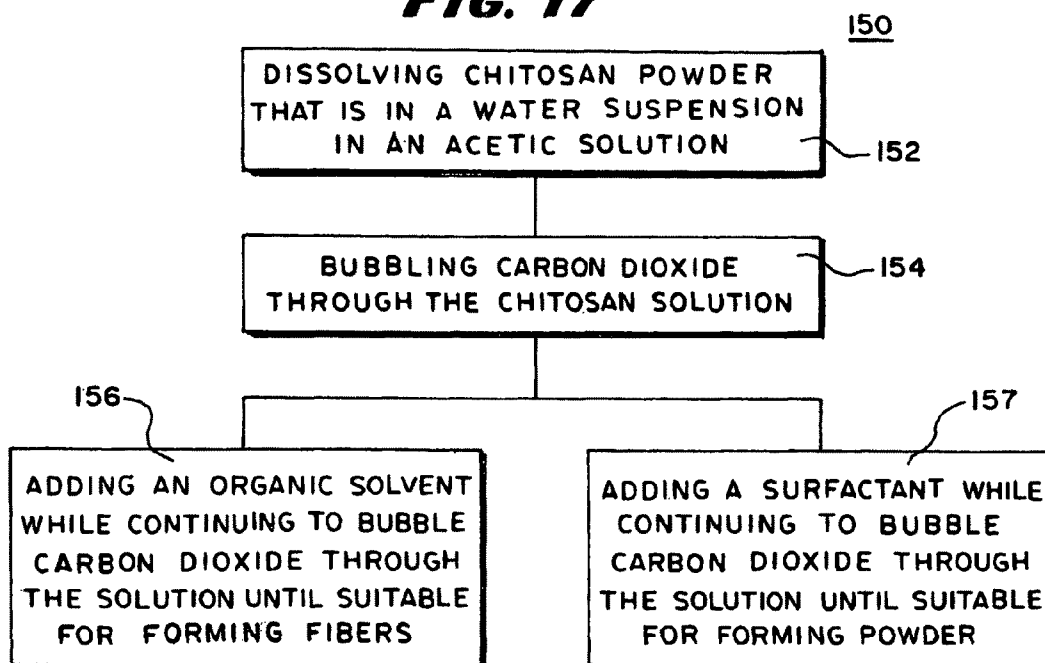 FIG. 17
150
DISSOLVING CHITOSAN POWDER
THAT IS IN A WATER SUSPENSION
IN AN ACETIC SOLUTION
152
BUBBLING CARBON DIOXIDE
THROUGH THE CHITOSAN SOLUTION
154
156
ADDING AN ORGANIC SOLVENT
WHILE CONTINUING TO BUBBLE
CARBON DIOXIDE THROUGH
THE SOLUTION UNTIL SUITABLE
FOR FORMING FIBERS
157
ADDING A SURFACTANT WHILE
CONTINUING TO BUBBLE
CARBON DIOXIDE THROUGH
THE SOLUTION UNTIL SUITABLE
FOR FORMING POWDER